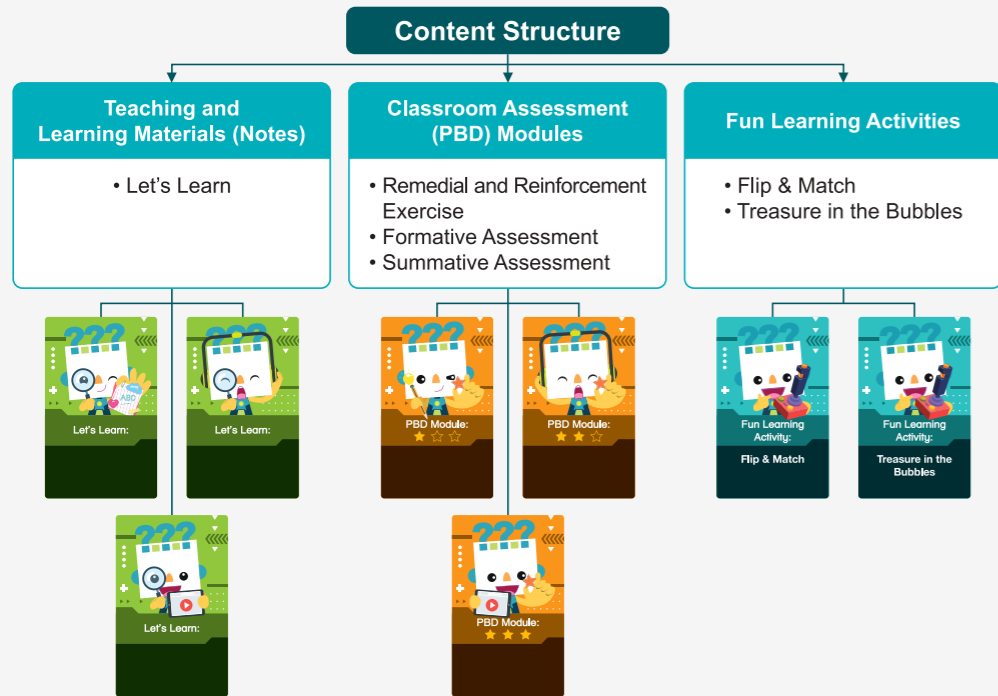 Content Structure
Teaching and
Learning Materials (Notes)
• Let's Learn
Classroom Assessment
(PBD) Modules
• Remedial and Reinforcement
Exercise
• Formative Assessment
• Summative Assessment
Fun Learning Activities
• Flip & Match
• Treasure in the Bubbles
???
ABC
Let's Learn:
???
Let's Learn:
???
Let's Learn:
???
PBD Module:
???
PBD Module:
???
PBD Module:
???
Fun Learning
Activity:
Flip & Match
???
Fun Learning
Activity:
Treasure in the
Bubbles